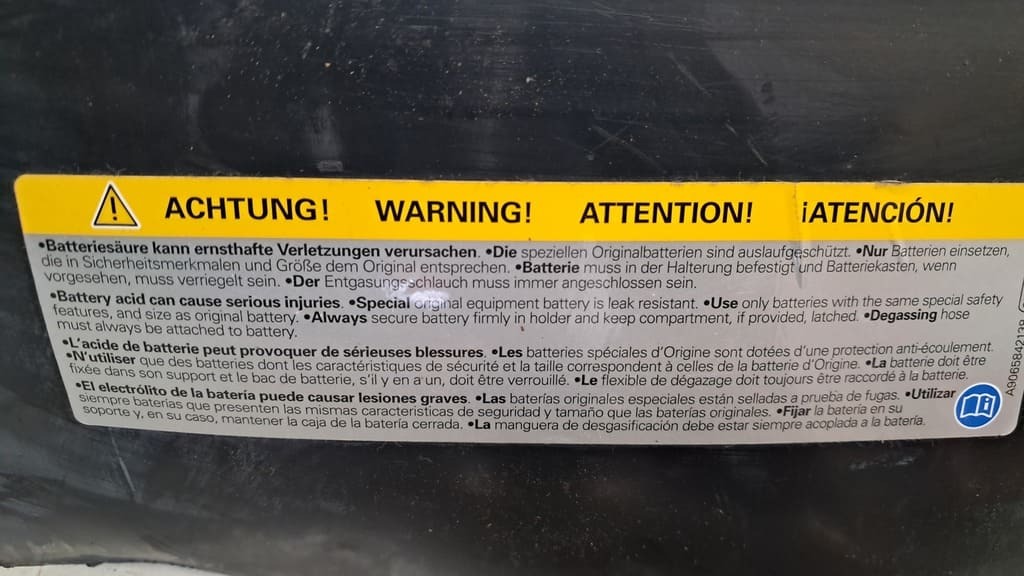 ACHTUNG! WARNING! ATTENTION! ¡ATENCIÓN!
•Batteriesäure kann ernsthafte Verletzungen verursachen. •Die speziellen Originalbatterien sind auslaufgeschützt. •Nur Batterien einsetzen,
die in Sicherheitsmerkmalen und Größe dem Original entsprechen. •Batterie muss in der Halterung befestigt und Batteriekasten, wenn
vorgesehen, muss verriegelt sein. •Der Entgasungsschlauch muss immer angeschlossen sein.
•Battery acid can cause serious injuries. •Special original equipment battery is leak resistant. •Use only batteries with the same special safety
features, and size as original battery. •Always secure battery firmly in holder and keep compartment, if provided, latched. •Degassing hose
must always be attached to battery.
•L'acide de batterie peut provoquer de sérieuses blessures. •Les batteries spéciales d'Origine sont dotées d'une protection anti-écoulement.
•N'utiliser que des batteries dont les caractéristiques de sécurité et la taille correspondent à celles de la batterie d'Origine. •La batterie doit être
fixée dans son support et le bac de batterie, s'il y en a un, doit être verrouillé. •Le flexible de dégazage doit toujours être raccordé à la batterie.
•El electrólito de la batería puede causar lesiones graves. •Las baterías originales especiales están selladas a prueba de fugas. •Utilizar
siempre baterías que presenten las mismas características de seguridad y tamaño que las baterías originales. •Fijar la batería en su
soporte y, en su caso, mantener la caja de la batería cerrada. •La manguera de desgasificación debe estar siempre acoplada a la batería.
A9065842138